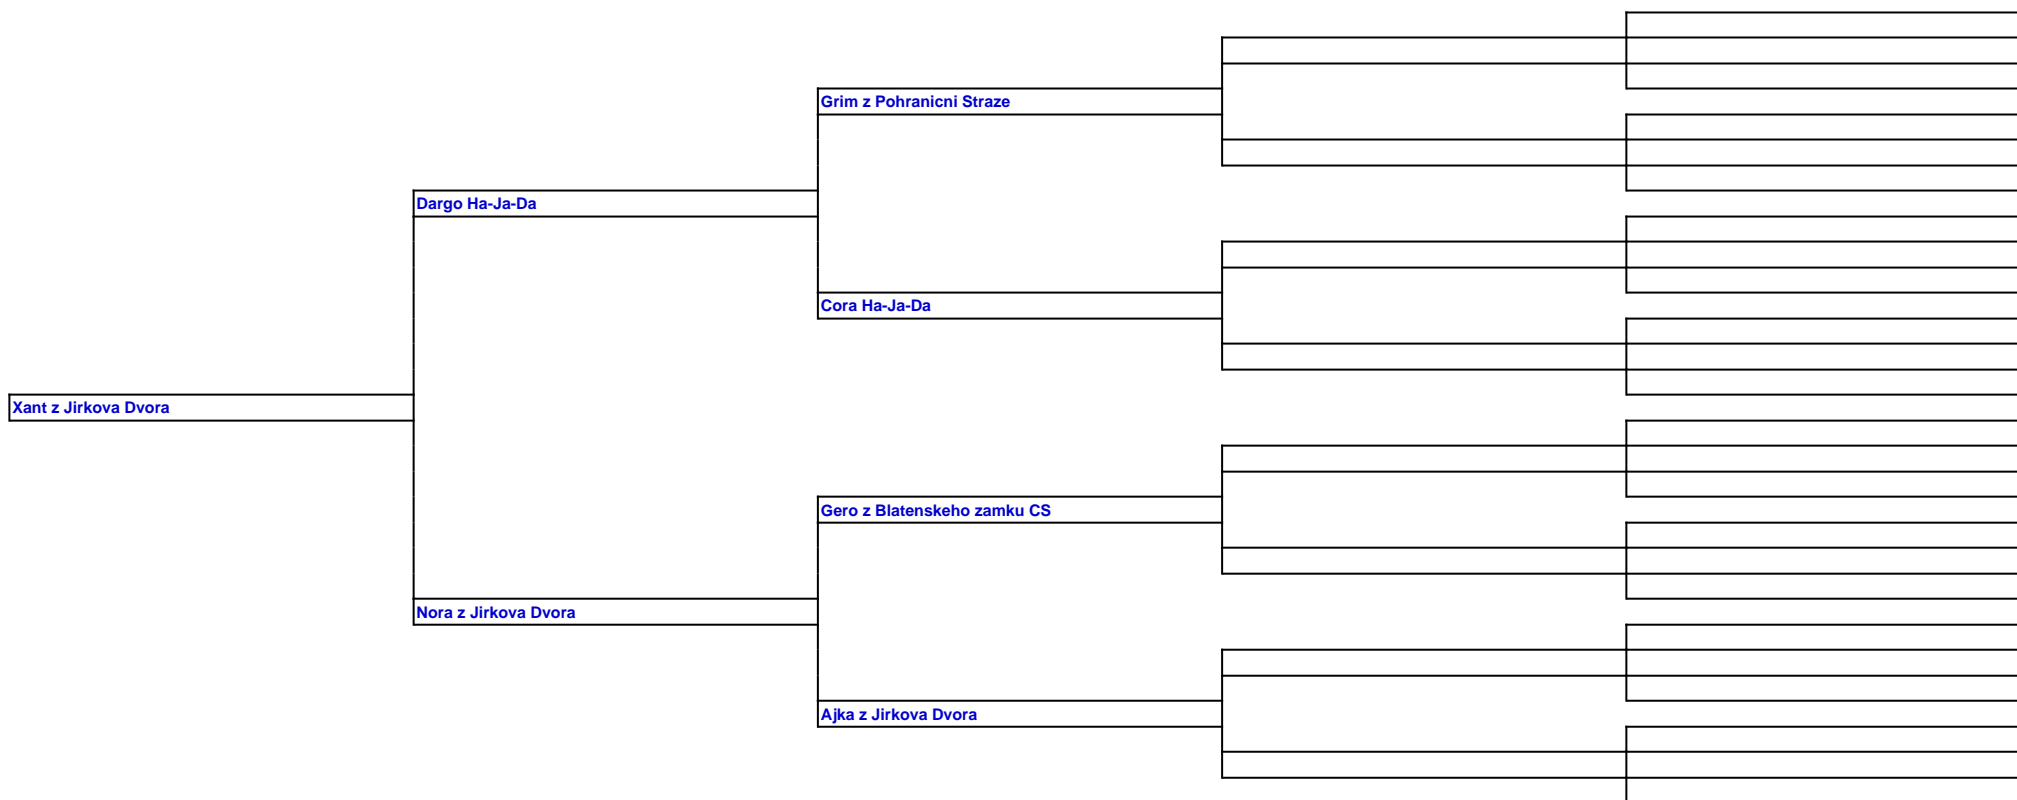 Grim z Pohranicni Straze
Dargo Ha-Ja-Da
Cora Ha-Ja-Da
Xant z Jirkova Dvora
Gero z Blatenskeho zamku CS
Nora z Jirkova Dvora
Ajka z Jirkova Dvora